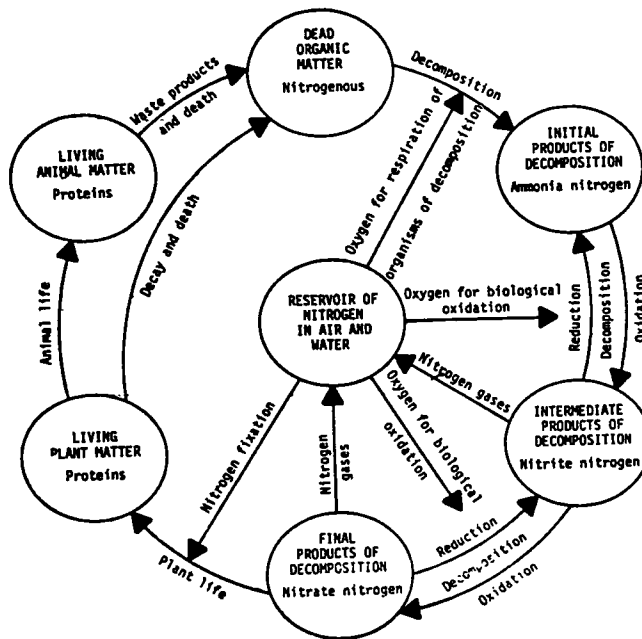 DEAD
ORGANIC
MATTER
Nitrogenous
Decomposition
Waste products
and death
LIVING
ANIMAL MATTER
Proteins
INITIAL
PRODUCTS OF
DECOMPOSITION
Ammonia nitrogen
Oxygen for respiration of
organisms of decomposition
Decay and death
Animal life
RESERVOIR OF
NITROGEN
IN AIR AND
WATER
Oxygen for biological
oxidation
Reduction
Decomposition
Oxidation
Nitrogen gases
Oxygen for biological
oxidation
Nitrogen fixation
Nitrogen
gases
LIVING
PLANT MATTER
Proteins
INTERMEDIATE
PRODUCTS OF
DECOMPOSITION
Nitrite nitrogen
Plant life
FINAL
PRODUCTS OF
DECOMPOSITION
Nitrate nitrogen
Reduction
Decomposition
Oxidation